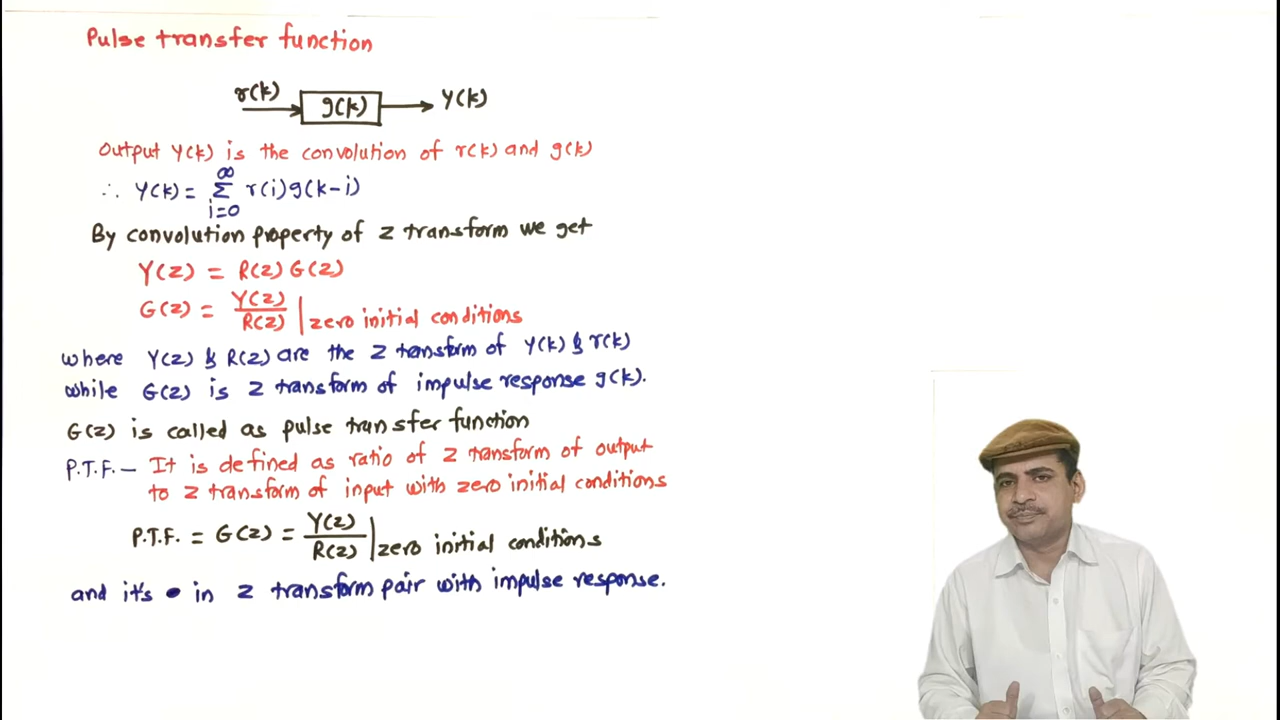 Pulse transfer function
r(k) g(k) Y(k)
Output Y(k) is the convolution of r(k) and g(k)
∴ Y(k) = ∞ Σ i=0 r(i)g(k-i)
By convolution property of z transform we get
Y(z) = R(z) G(z)
G(z) = Y(z)/R(z) | zero initial conditions
where Y(z) & R(z) are the z transform of Y(k) & r(k)
while G(z) is z transform of impulse response g(k).
G(z) is called as pulse transfer function
P.T.F. – It is defined as ratio of z transform of output
to z transform of input with zero initial conditions
P.T.F. = G(z) = Y(z)/R(z) | zero initial conditions
and it's in z transform pair with impulse response.